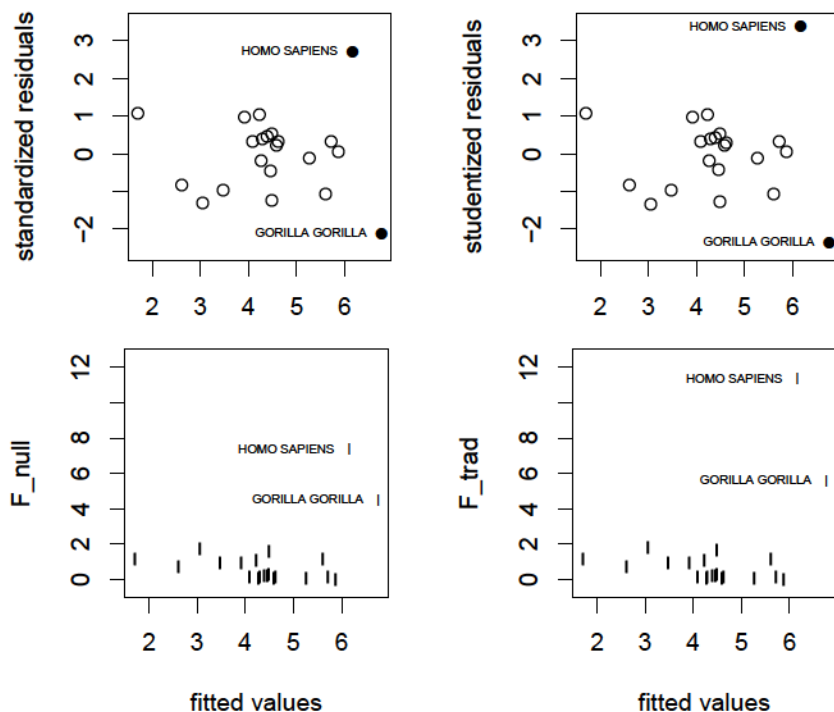 standardized residuals
3
2
1
0
−2
HOMO SAPIENS
GORILLA GORILLA
2 3 4 5 6
studentized residuals
3
2
1
0
−2
HOMO SAPIENS
GORILLA GORILLA
2 3 4 5 6
F_null
12
8
6
4
2
0
HOMO SAPIENS
GORILLA GORILLA
2 3 4 5 6
fitted values
F_trad
12
8
6
4
2
0
HOMO SAPIENS
GORILLA GORILLA
2 3 4 5 6
fitted values